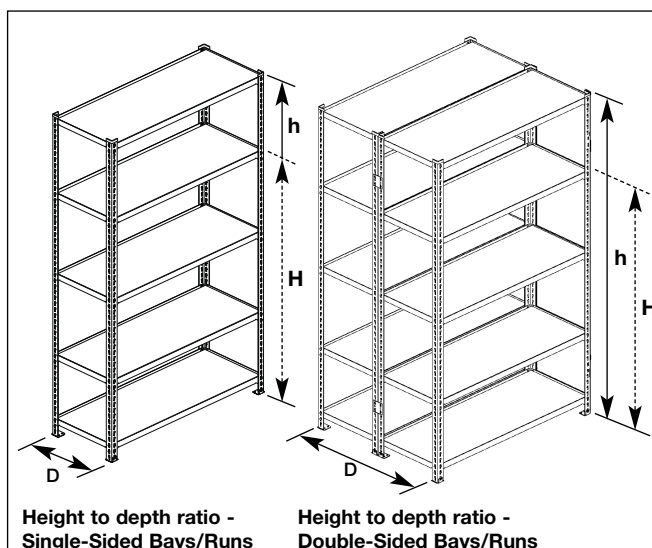 h
H
h
H
D
D
Height to depth ratio -
Single-Sided Bays/Runs
Height to depth ratio -
Double-Sided Bays/Runs